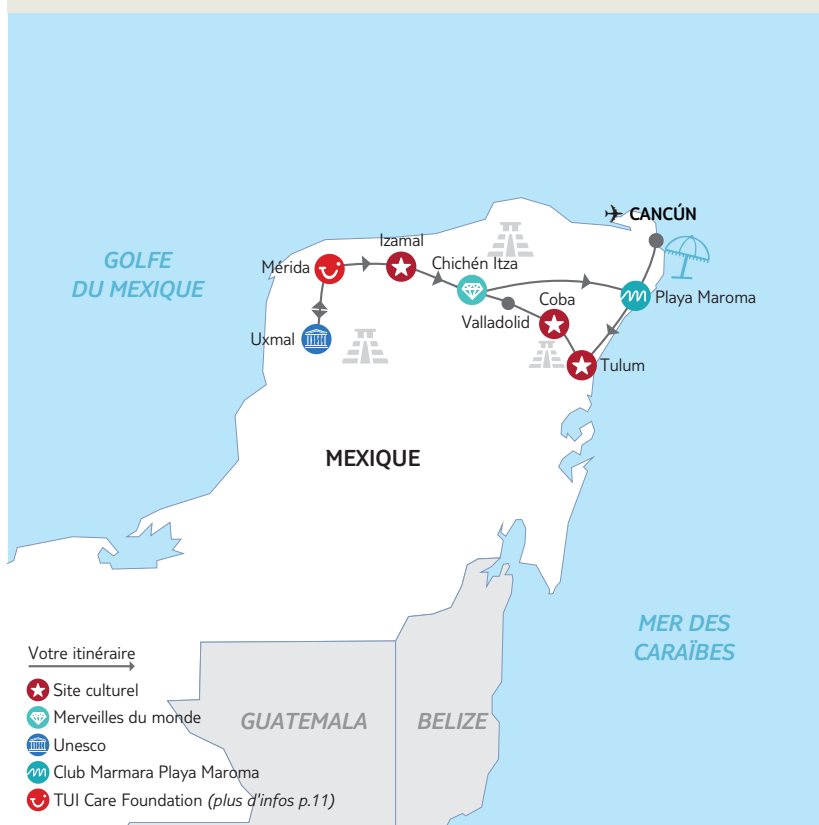 CANCÚN
Izamal
GOLFE
DU MEXIQUE
Mérida
Chichén Itza
Coba
Playa Maroma
Valladolid
Uxmal
Tulum
MEXIQUE
MER DES
CARAÏBES
Votre itinéraire
Site culturel
Merveilles du monde
GUATEMALA
BELIZE
Unesco
Club Marmara Playa Maroma
TUI Care Foundation (plus d'infos p.11)